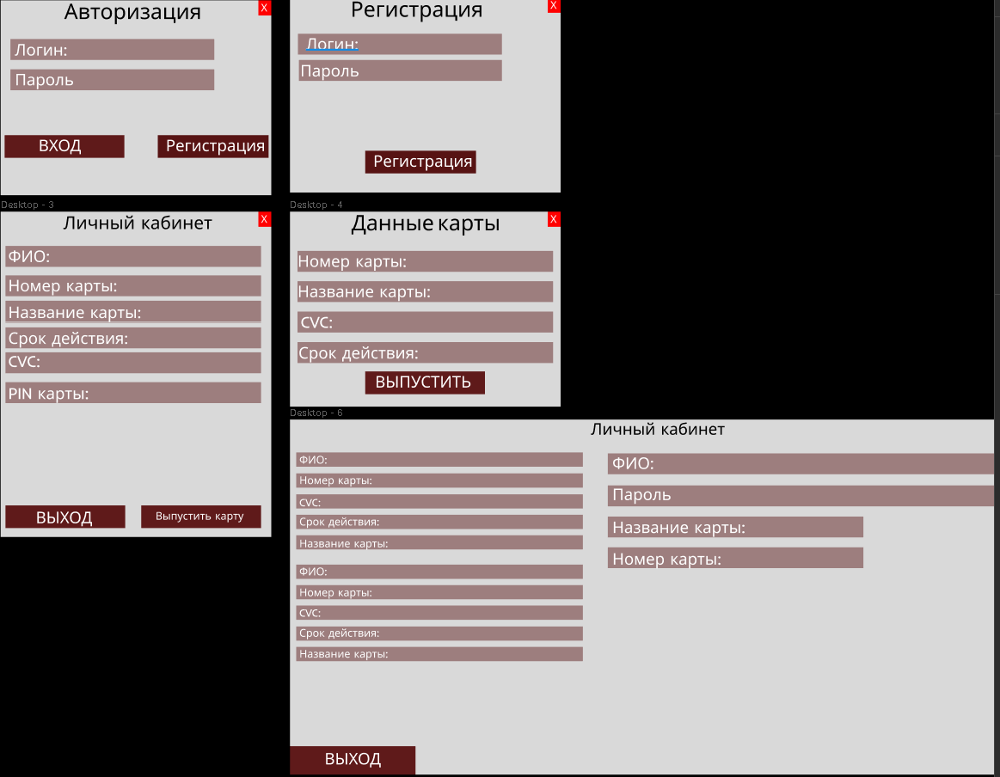 Авторизация
X
Логин:
Пароль
ВХОД
Регистрация
Регистрация
X
Логин:
Пароль
Регистрация
Desktop - 3
Личный кабинет
X
ФИО:
Номер карты:
Название карты:
Срок действия:
CVC:
PIN карты:
ВЫХОД
Выпустить карту
Desktop - 4
Данные карты
X
Номер карты:
Название карты:
CVC:
Срок действия:
ВЫПУСТИТЬ
Desktop - 6
Личный кабинет
ФИО:
Номер карты:
CVC:
Срок действия:
Название карты:
ФИО:
Номер карты:
CVC:
Срок действия:
Название карты:
ФИО:
Пароль
Название карты:
Номер карты:
ВЫХОД